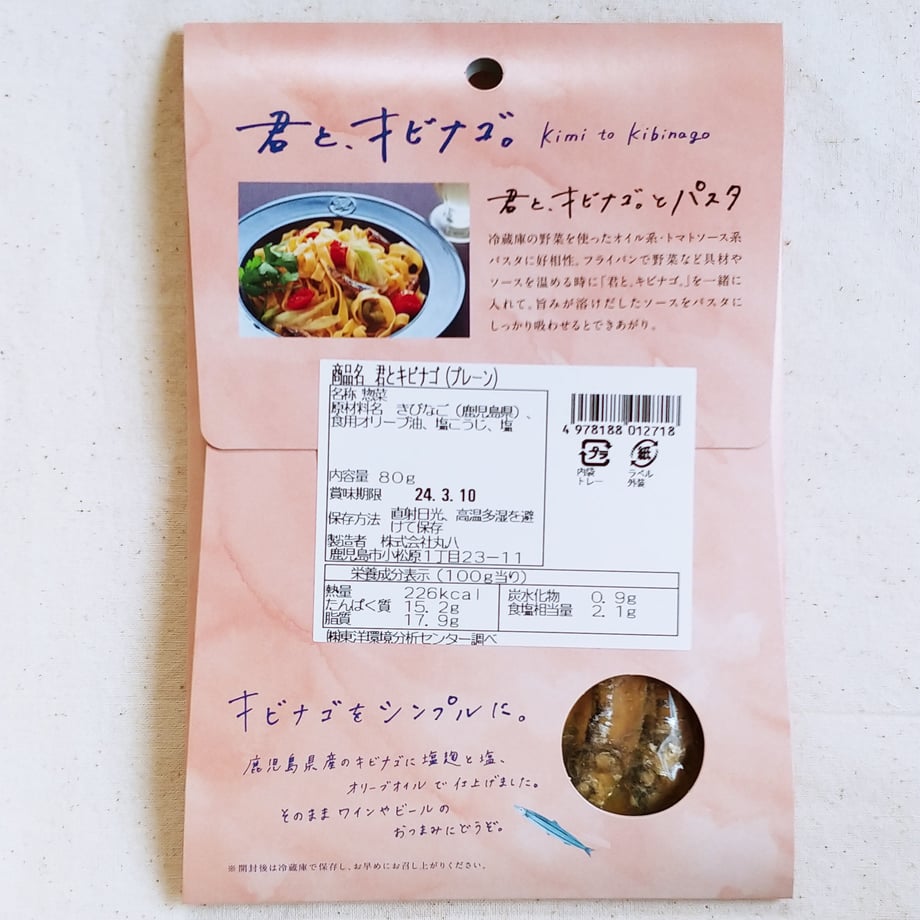 君と、キビナゴ。 kimi to kibinago
君と、キビナゴ。とパスタ
冷蔵庫の野菜を使ったオイル系・トマトソース系
パスタに好相性。フライパンで野菜など具材や
ソースを温める時に「君と、キビナゴ。」を一緒に
入れて。旨みが溶けだしたソースをパスタに
しっかり吸わせるとできあがり。
商品名 君とキビナゴ（プレーン）
名称 惣菜
原材料名 きびなご（鹿児島県）、
食用オリーブ油、塩こうじ、塩
内容量 80g
賞味期限 24.3.10
保存方法 直射日光、高温多湿を避
けて保存
製造者 株式会社丸八
鹿児島市小松原1丁目23-11
4 978188 012718
プラ 紙
内袋 ラベル
トレー 外装
栄養成分表示（100g当り）
熱量 226kcal
たんぱく質 15.2g
脂質 17.9g
炭水化物 0.9g
食塩相当量 2.1g
㈱東洋環境分析センター調べ
キビナゴをシンプルに。
鹿児島県産のキビナゴに塩麹と塩、
オリーブオイルで仕上げました。
そのままワインやビールの
おつまみにどうぞ。
※開封後は冷蔵庫で保存し、お早めにお召し上がりください。